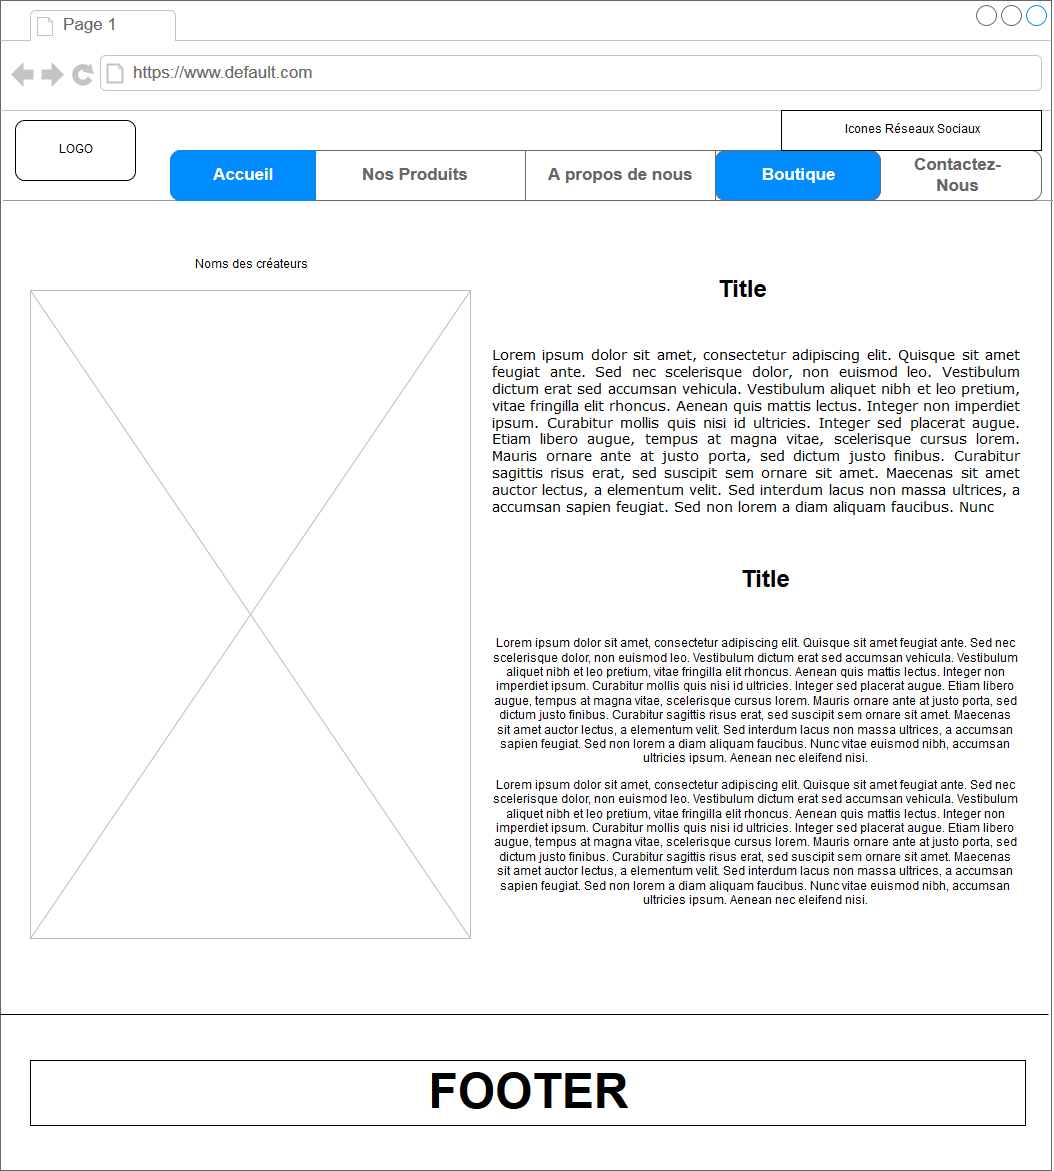 Page 1
https://www.default.com
Icones Réseaux Sociaux
LOGO
Accueil
Nos Produits
A propos de nous
Boutique
Contactez-
Nous
Noms des créateurs
Title
Lorem ipsum dolor sit amet, consectetur adipiscing elit. Quisque sit amet
feugiat ante. Sed nec scelerisque dolor, non euismod leo. Vestibulum
dictum erat sed accumsan vehicula. Vestibulum aliquet nibh et leo pretium,
vitae fringilla elit rhoncus. Aenean quis mattis lectus. Integer non imperdiet
ipsum. Curabitur mollis quis nisi id ultricies. Integer sed placerat augue.
Etiam libero augue, tempus at magna vitae, scelerisque cursus lorem.
Mauris ornare ante at justo porta, sed dictum justo finibus. Curabitur
sagittis risus erat, sed suscipit sem ornare sit amet. Maecenas sit amet
auctor lectus, a elementum velit. Sed interdum lacus non massa ultrices, a
accumsan sapien feugiat. Sed non lorem a diam aliquam faucibus. Nunc
Title
Lorem ipsum dolor sit amet, consectetur adipiscing elit. Quisque sit amet feugiat ante. Sed nec
scelerisque dolor, non euismod leo. Vestibulum dictum erat sed accumsan vehicula. Vestibulum
aliquet nibh et leo pretium, vitae fringilla elit rhoncus. Aenean quis mattis lectus. Integer non
imperdiet ipsum. Curabitur mollis quis nisi id ultricies. Integer sed placerat augue. Etiam libero
augue, tempus at magna vitae, scelerisque cursus lorem. Mauris ornare ante at justo porta, sed
dictum justo finibus. Curabitur sagittis risus erat, sed suscipit sem ornare sit amet. Maecenas
sit amet auctor lectus, a elementum velit. Sed interdum lacus non massa ultrices, a accumsan
sapien feugiat. Sed non lorem a diam aliquam faucibus. Nunc vitae euismod nibh, accumsan
ultricies ipsum. Aenean nec eleifend nisi.
Lorem ipsum dolor sit amet, consectetur adipiscing elit. Quisque sit amet feugiat ante. Sed nec
scelerisque dolor, non euismod leo. Vestibulum dictum erat sed accumsan vehicula. Vestibulum
aliquet nibh et leo pretium, vitae fringilla elit rhoncus. Aenean quis mattis lectus. Integer non
imperdiet ipsum. Curabitur mollis quis nisi id ultricies. Integer sed placerat augue. Etiam libero
augue, tempus at magna vitae, scelerisque cursus lorem. Mauris ornare ante at justo porta, sed
dictum justo finibus. Curabitur sagittis risus erat, sed suscipit sem ornare sit amet. Maecenas
sit amet auctor lectus, a elementum velit. Sed interdum lacus non massa ultrices, a accumsan
sapien feugiat. Sed non lorem a diam aliquam faucibus. Nunc vitae euismod nibh, accumsan
ultricies ipsum. Aenean nec eleifend nisi.
FOOTER